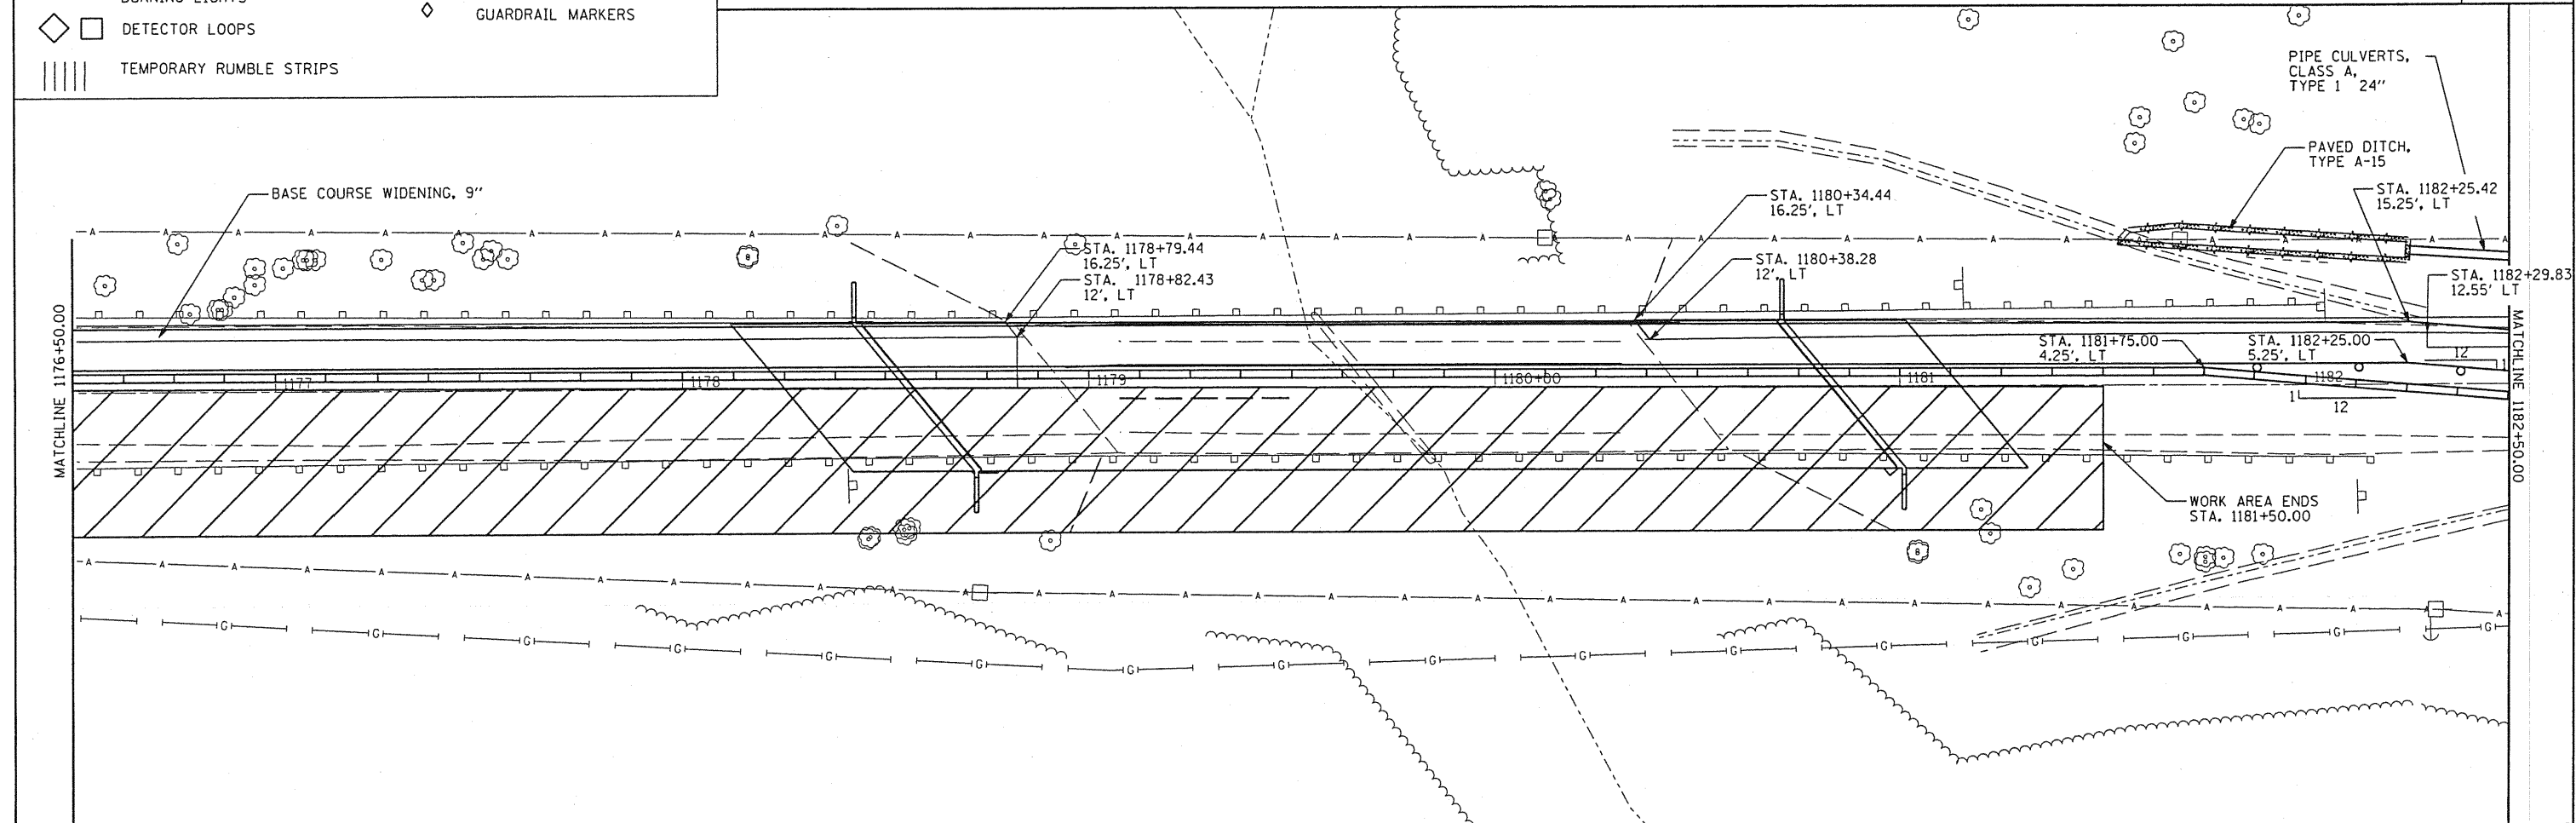 BURNING LIGHTS
GUARDRAIL MARKERS
DETECTOR LOOPS
TEMPORARY RUMBLE STRIPS
PIPE CULVERTS,
CLASS A,
TYPE 1 24"
PAVED DITCH,
TYPE A-15
STA. 1182+25.42
15.25', LT
BASE COURSE WIDENING, 9"
STA. 1180+34.44
16.25', LT
STA. 1178+79.44
16.25', LT
STA. 1178+82.43
12', LT
STA. 1180+38.28
12', LT
STA. 1182+29.83
12.55' LT
STA. 1181+75.00
4.25', LT
STA. 1182+25.00
5.25', LT
12
1
MATCHLINE 1176+50.00
MATCHLINE 1182+50.00
1177
1178
1179
1180+00
1181
1182
1
12
WORK AREA ENDS
STA. 1181+50.00
A A A A A A A A A A A A A A A A A A A A A A A A A A A A A A
G G G G G G G G G G G G G G G G